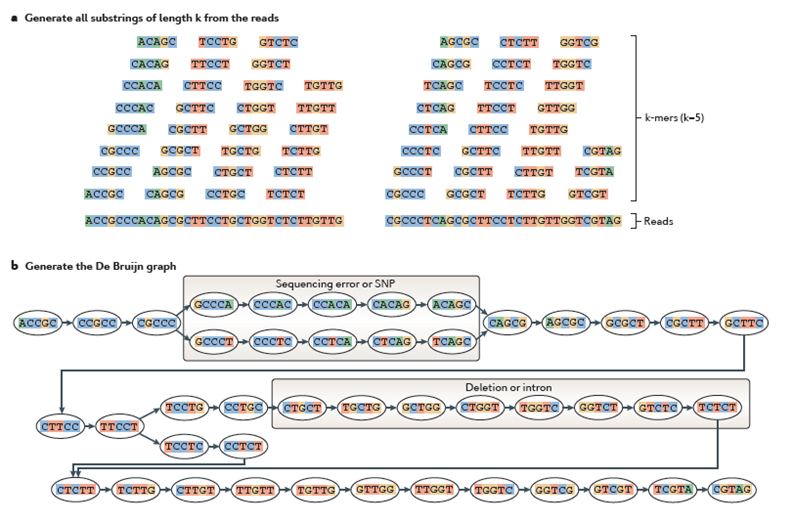 a Generate all substrings of length k from the reads
ACAGC TCCTG GTCTC AGCGC CTCTT GGTCG
CACAG TTCCT GGTCT CAGCG CCTCT TGGTC
CCACA CTTCC TGGTC TGTTG TCAGC TCCTC TTGGT
CCCAC GCTTC CTGGT TTGTT CTCAG TTCCT GTTGG
k-mers (k=5)
GCCCA CGCTT GCTGG CTTGT CCTCA CTTCC TGTTG
CGCCC GCGCT TGCTG TCTTG CCCTC GCTTC TTGTT CGTAG
CCGCC AGCGC CTGCT CTCTT GCCCT CGCTT CTTGT TCGTA
ACCGC CAGCG CCTGC TCTCT CGCCC GCGCT TCTTG GTCGT
ACCGCCCACAGCGCTTCCTGCTGGTCTCTTGTTG CGCCCTCAGCGCTTCCTCTTGTTGGTCGTAG Reads
b Generate the De Bruijn graph
Sequencing error or SNP
GCCCA CCCAC CCACA CACAG ACAGC
ACCGC CCGCC CGCCC CAGCG AGCGC GCGCT CGCTT GCTTC
GCCCT CCCTC CCTCA CTCAG TCAGC
Deletion or intron
TCCTG CCTGC CTGCT TGCTG GCTGG CTGGT TGGTC GGTCT GTCTC TCTCT
CTTCC TTCCT
TCCTC CCTCT
CTCTT TCTTG CTTGT TTGTT TGTTG GTTGG TTGGT TGGTC GGTCG GTCGT TCGTA CGTAG